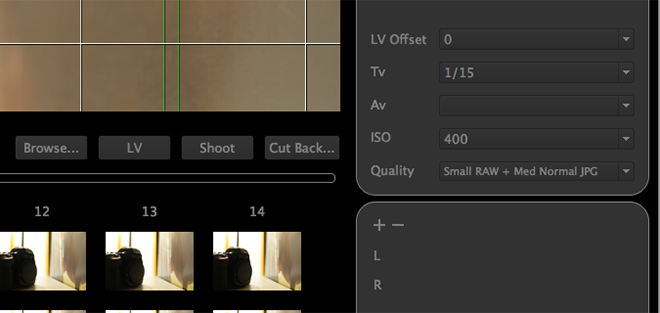 LV Offset 0
Tv 1/15
Av
ISO 400
Quality Small RAW + Med Normal JPG
Browse... LV Shoot Cut Back...
12 13 14
+ −
L
R